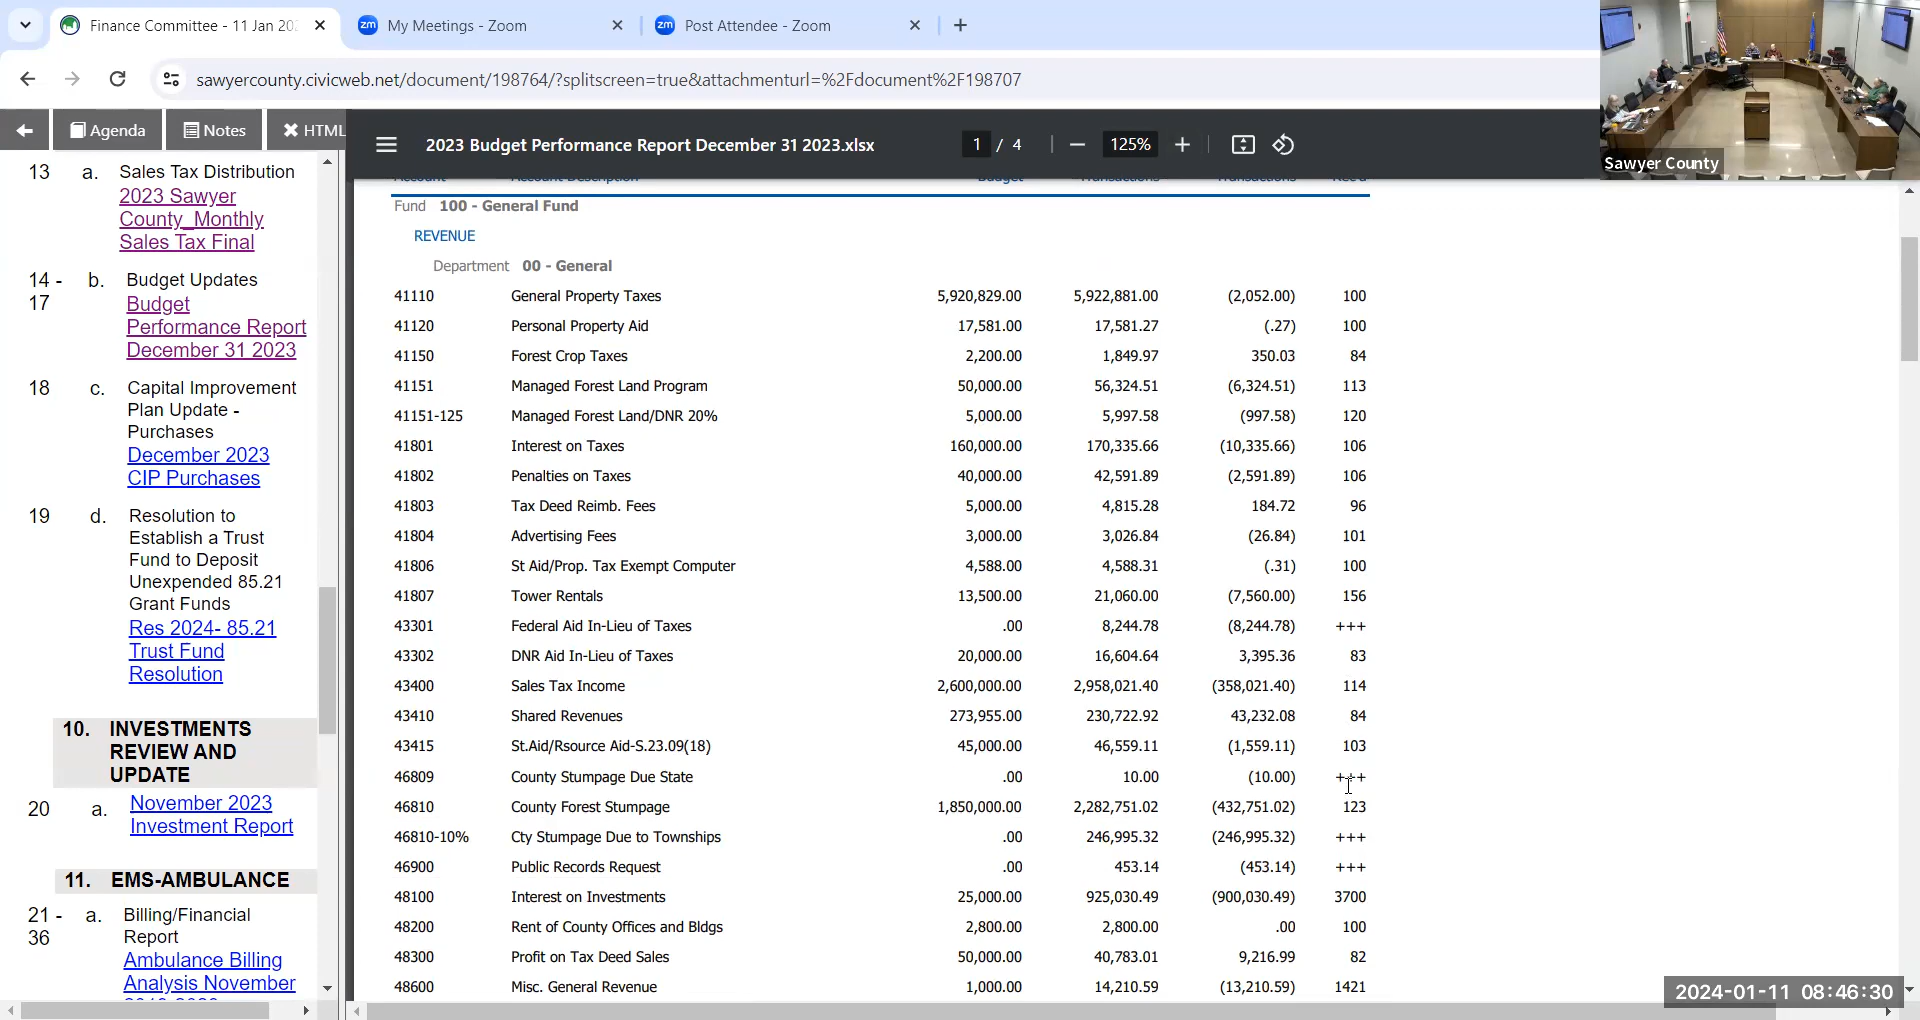 Finance Committee - 11 Jan 202
My Meetings - Zoom
Post Attendee - Zoom
sawyercounty.civicweb.net/document/198764/?splitscreen=true&attachmenturl=%2Fdocument%2F198707
Sawyer County
Agenda
Notes
HTML
2023 Budget Performance Report December 31 2023.xlsx
1 / 4
125%
13 a. Sales Tax Distribution
2023 Sawyer
County_Monthly
Sales Tax Final
14 - b. Budget Updates
17 Budget
Performance Report
December 31 2023
18 c. Capital Improvement
Plan Update -
Purchases
December 2023
CIP Purchases
19 d. Resolution to
Establish a Trust
Fund to Deposit
Unexpended 85.21
Grant Funds
Res 2024- 85.21
Trust Fund
Resolution
10. INVESTMENTS
REVIEW AND
UPDATE
20 a. November 2023
Investment Report
11. EMS-AMBULANCE
21 - a. Billing/Financial
36 Report
Ambulance Billing
Analysis November
Account Account Description Budget Transactions Transactions Rec'd
Fund 100 - General Fund
REVENUE
Department 00 - General
41110 General Property Taxes 5,920,829.00 5,922,881.00 (2,052.00) 100
41120 Personal Property Aid 17,581.00 17,581.27 (.27) 100
41150 Forest Crop Taxes 2,200.00 1,849.97 350.03 84
41151 Managed Forest Land Program 50,000.00 56,324.51 (6,324.51) 113
41151-125 Managed Forest Land/DNR 20% 5,000.00 5,997.58 (997.58) 120
41801 Interest on Taxes 160,000.00 170,335.66 (10,335.66) 106
41802 Penalties on Taxes 40,000.00 42,591.89 (2,591.89) 106
41803 Tax Deed Reimb. Fees 5,000.00 4,815.28 184.72 96
41804 Advertising Fees 3,000.00 3,026.84 (26.84) 101
41806 St Aid/Prop. Tax Exempt Computer 4,588.00 4,588.31 (.31) 100
41807 Tower Rentals 13,500.00 21,060.00 (7,560.00) 156
43301 Federal Aid In-Lieu of Taxes .00 8,244.78 (8,244.78) +++
43302 DNR Aid In-Lieu of Taxes 20,000.00 16,604.64 3,395.36 83
43400 Sales Tax Income 2,600,000.00 2,958,021.40 (358,021.40) 114
43410 Shared Revenues 273,955.00 230,722.92 43,232.08 84
43415 St.Aid/Rsource Aid-S.23.09(18) 45,000.00 46,559.11 (1,559.11) 103
46809 County Stumpage Due State .00 10.00 (10.00) +++
46810 County Forest Stumpage 1,850,000.00 2,282,751.02 (432,751.02) 123
46810-10% Cty Stumpage Due to Townships .00 246,995.32 (246,995.32) +++
46900 Public Records Request .00 453.14 (453.14) +++
48100 Interest on Investments 25,000.00 925,030.49 (900,030.49) 3700
48200 Rent of County Offices and Bldgs 2,800.00 2,800.00 .00 100
48300 Profit on Tax Deed Sales 50,000.00 40,783.01 9,216.99 82
48600 Misc. General Revenue 1,000.00 14,210.59 (13,210.59) 1421
2024-01-11 08:46:30